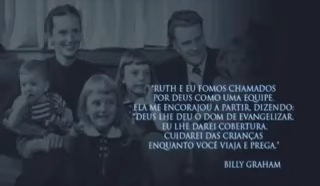 "RUTH E EU FOMOS CHAMADOS
POR DEUS COMO UMA EQUIPE.
ELA ME ENCORAJOU A PARTIR, DIZENDO:
"DEUS LHE DEU O DOM DE EVANGELIZAR.
EU LHE DAREI COBERTURA.
CUIDAREI DAS CRIANÇAS
ENQUANTO VOCÊ VIAJA E PREGA."
BILLY GRAHAM